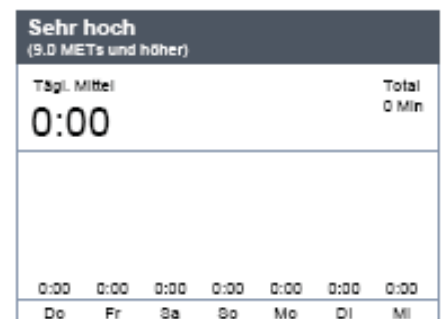 Sehr hoch
(9.0 METs und höher)
Tägl. Mittel Total
0:00 0 Min
0:00 0:00 0:00 0:00 0:00 0:00 0:00
Do Fr Sa So Mo Di Mi